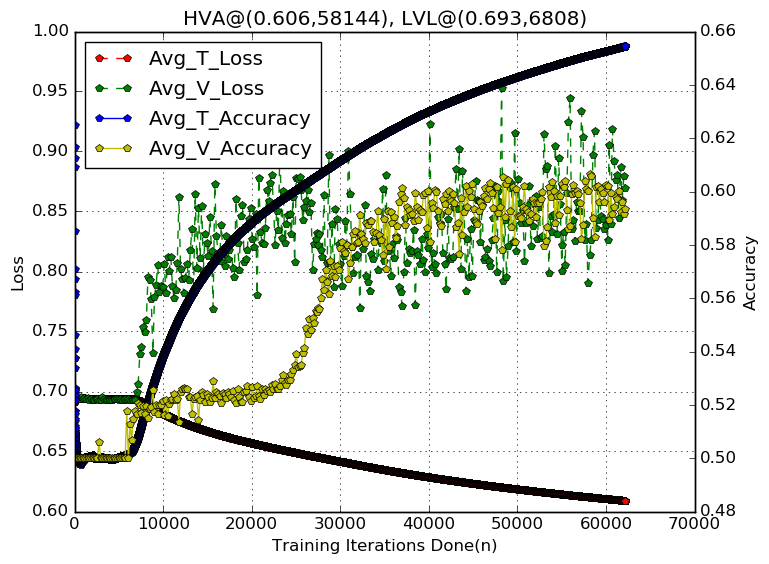 HVA@(0.606,58144), LVL@(0.693,6808)
1.00
0.95
0.90
0.85
0.80
0.75
0.70
0.65
0.60
Loss
Avg_T_Loss
Avg_V_Loss
Avg_T_Accuracy
Avg_V_Accuracy
0.66
0.64
0.62
0.60
0.58
0.56
0.54
0.52
0.50
0.48
Accuracy
0 10000 20000 30000 40000 50000 60000 70000
Training Iterations Done(n)